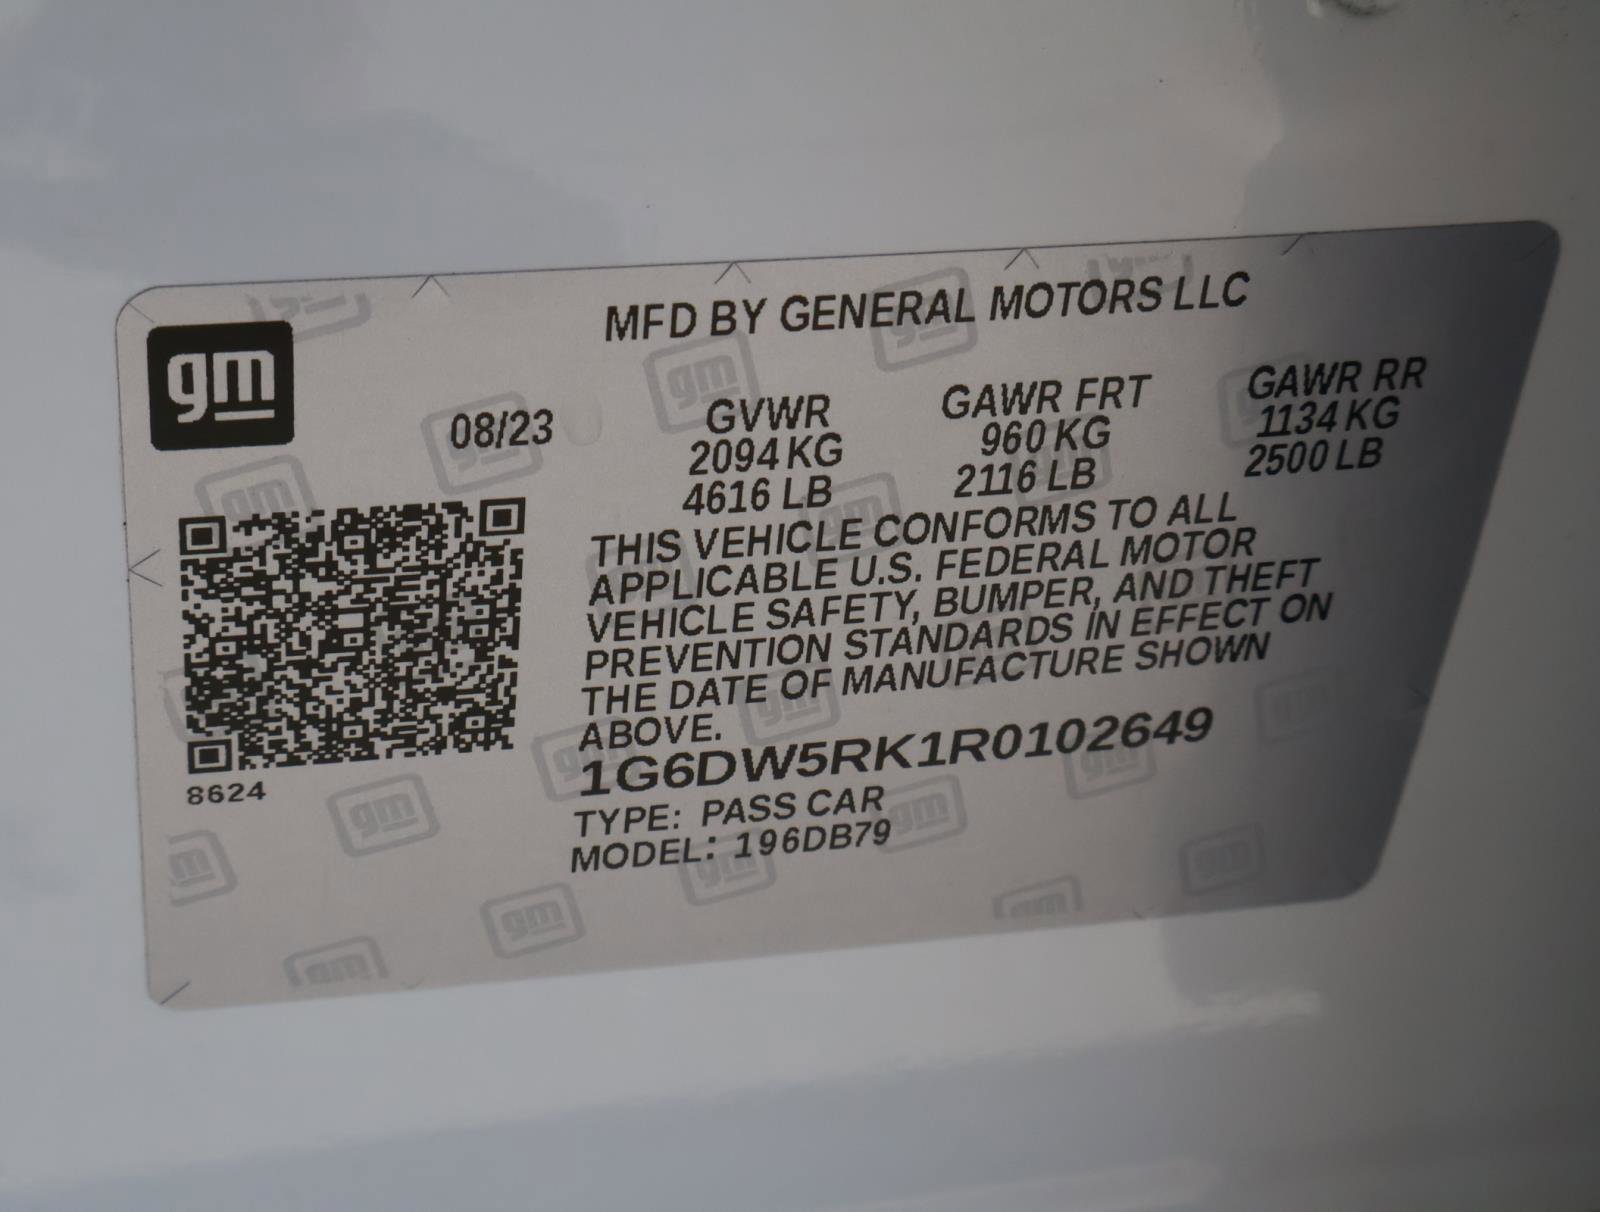 MFD BY GENERAL MOTORS LLC
gm
08/23
GVWR
2094 KG
4616 LB
GAWR FRT
960 KG
2116 LB
GAWR RR
1134 KG
2500 LB
THIS VEHICLE CONFORMS TO ALL
APPLICABLE U.S. FEDERAL MOTOR
VEHICLE SAFETY, BUMPER, AND THEFT
PREVENTION STANDARDS IN EFFECT ON
THE DATE OF MANUFACTURE SHOWN
ABOVE.
1G6DW5RK1R0102649
8624
TYPE: PASS CAR
MODEL: 196DB79